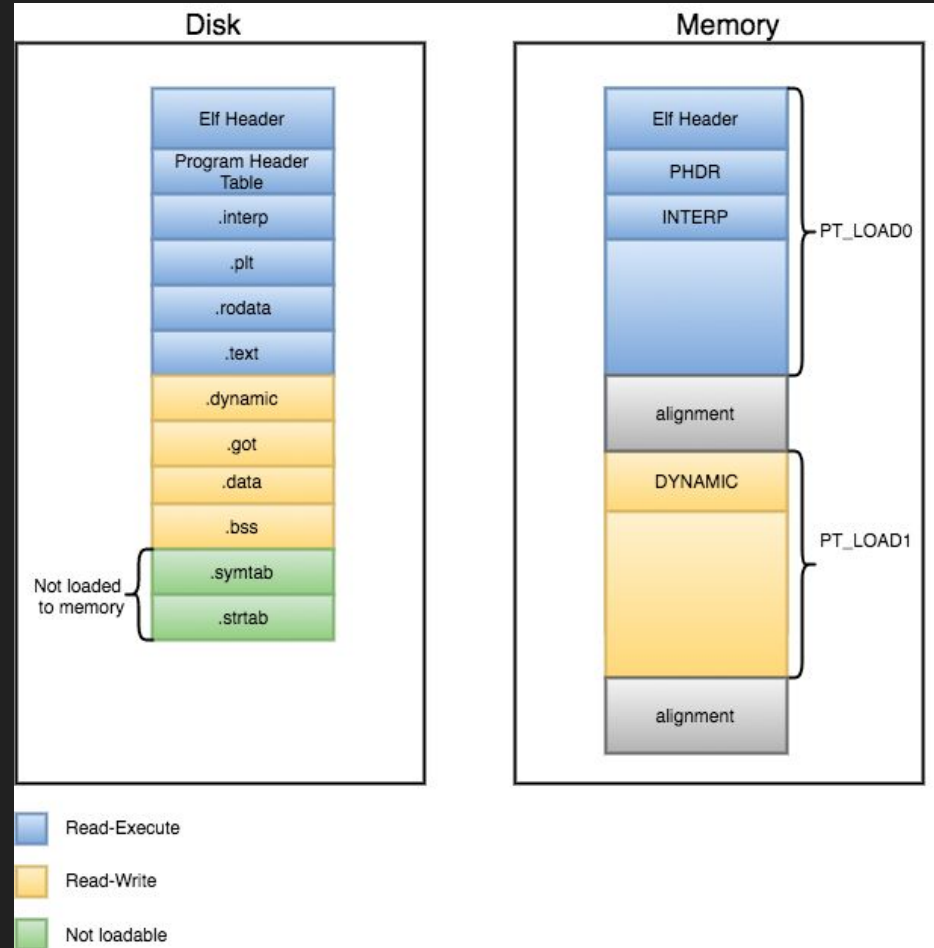 Disk
Elf Header
Program Header
Table
.interp
.plt
.rodata
.text
.dynamic
.got
.data
.bss
.symtab
.strtab
Not loaded
to memory
Memory
Elf Header
PHDR
INTERP
PT_LOAD0
alignment
DYNAMIC
PT_LOAD1
alignment
Read-Execute
Read-Write
Not loadable